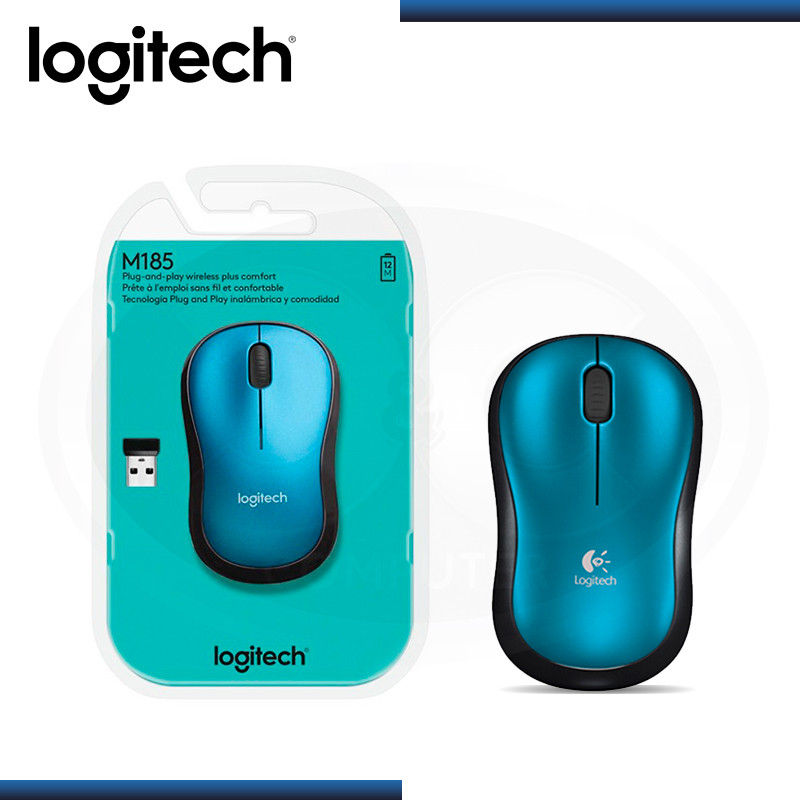 logitech®
M185
Plug-and-play wireless plus comfort
Prête à l'emploi sans fil et confortable
Tecnología Plug and Play inalámbrica y comodidad
12
M
logitech
logitech
Logitech